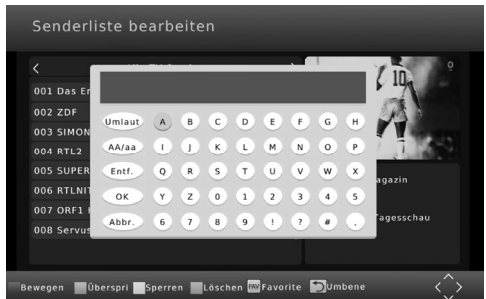 Senderliste bearbeiten
001 Das Er
002 ZDF
003 SIMON
004 RTL2
005 SUPER
006 RTLNIT
007 ORF1
008 Servus
Umlaut A B C D E F G H
AA/aa I J K L M N O P
Entf. Q R S T U V W X
OK Y Z 0 1 2 3 4 5
Abbr. 6 7 8 9 ! ? # .
10
agazin
Tagesschau
Bewegen Überspri Sperren Löschen FAV Favorite Umbene